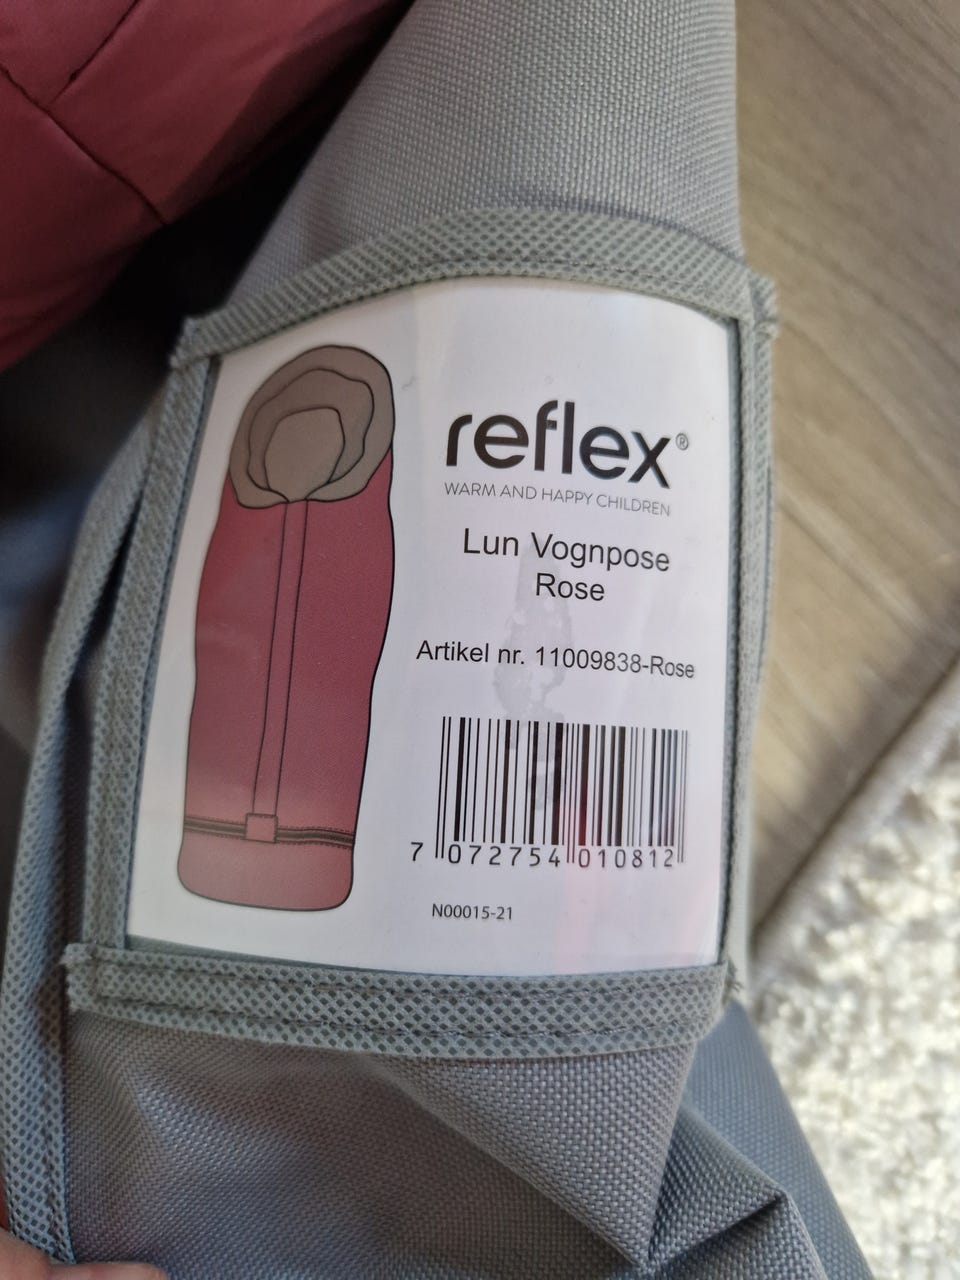 reflex®
WARM AND HAPPY CHILDREN
Lun Vognpose
Rose
Artikel nr. 11009838-Rose
7 072754 010812
N00015-21